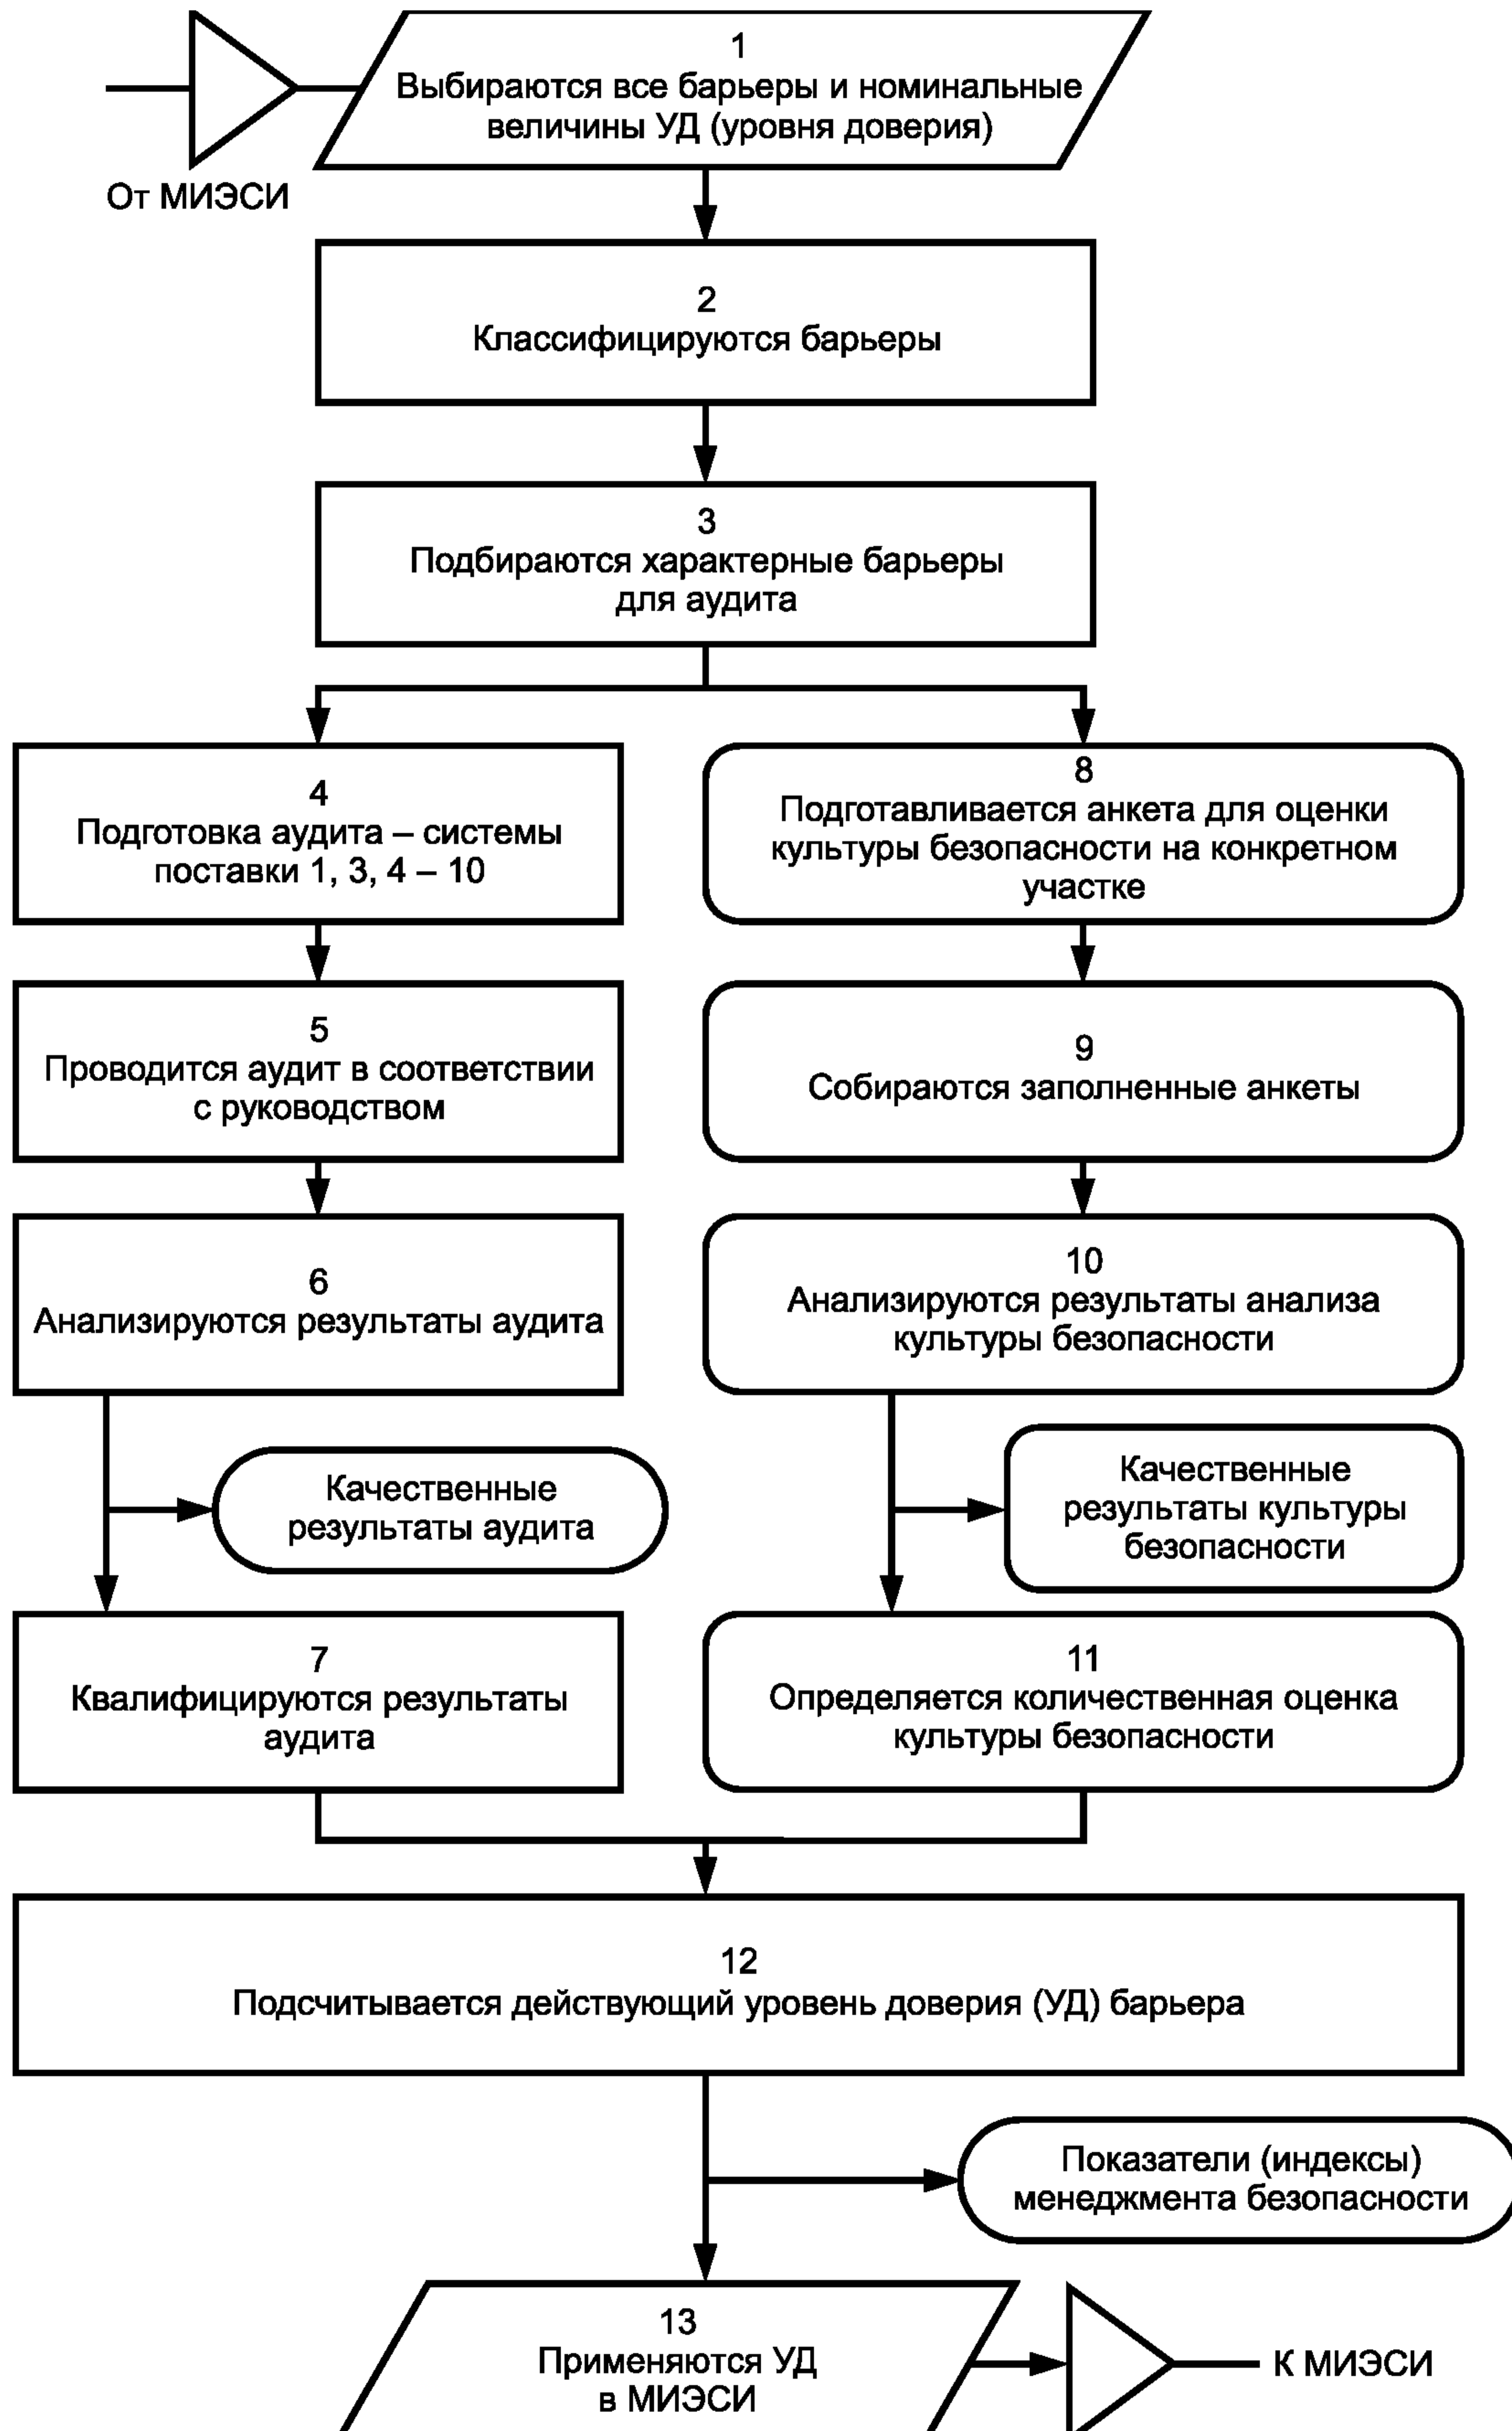 1
Выбираются все барьеры и номинальные
величины УД (уровня доверия)
От МИЭСИ
2
Классифицируются барьеры
3
Подбираются характерные барьеры
для аудита
4
Подготовка аудита – системы
поставки 1, 3, 4 – 10
8
Подготавливается анкета для оценки
культуры безопасности на конкретном
участке
5
Проводится аудит в соответствии
с руководством
9
Собираются заполненные анкеты
6
Анализируются результаты аудита
10
Анализируются результаты анализа
культуры безопасности
Качественные
результаты аудита
Качественные
результаты культуры
безопасности
7
Квалифицируются результаты
аудита
11
Определяется количественная оценка
культуры безопасности
12
Подсчитывается действующий уровень доверия (УД) барьера
Показатели (индексы)
менеджмента безопасности
13
Применяются УД
в МИЭСИ
К МИЭСИ